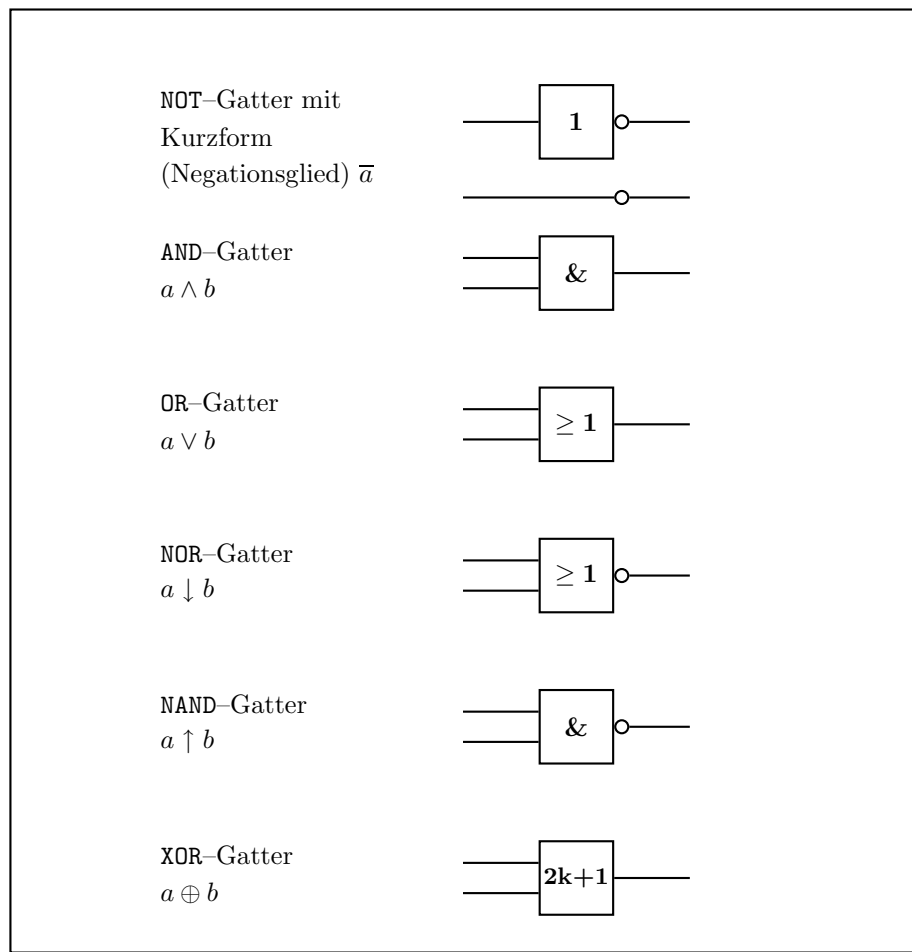 NOT–Gatter mit
Kurzform
(Negationsglied) a̅
1
AND–Gatter
a ∧ b
&
OR–Gatter
a ∨ b
≥ 1
NOR–Gatter
a ↓ b
≥ 1
NAND–Gatter
a ↑ b
&
XOR–Gatter
a ⊕ b
2k+1